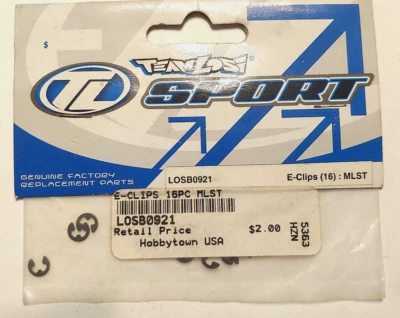 $
TEAM LOSI
TL SPORT
GENUINE FACTORY
REPLACEMENT PARTS
LOSB0921 E-Clips (16) : MLST
E-CLIPS 16PC MLST
LOSB0921
Retail Price $2.00
Hobbytown USA
5363
HZN